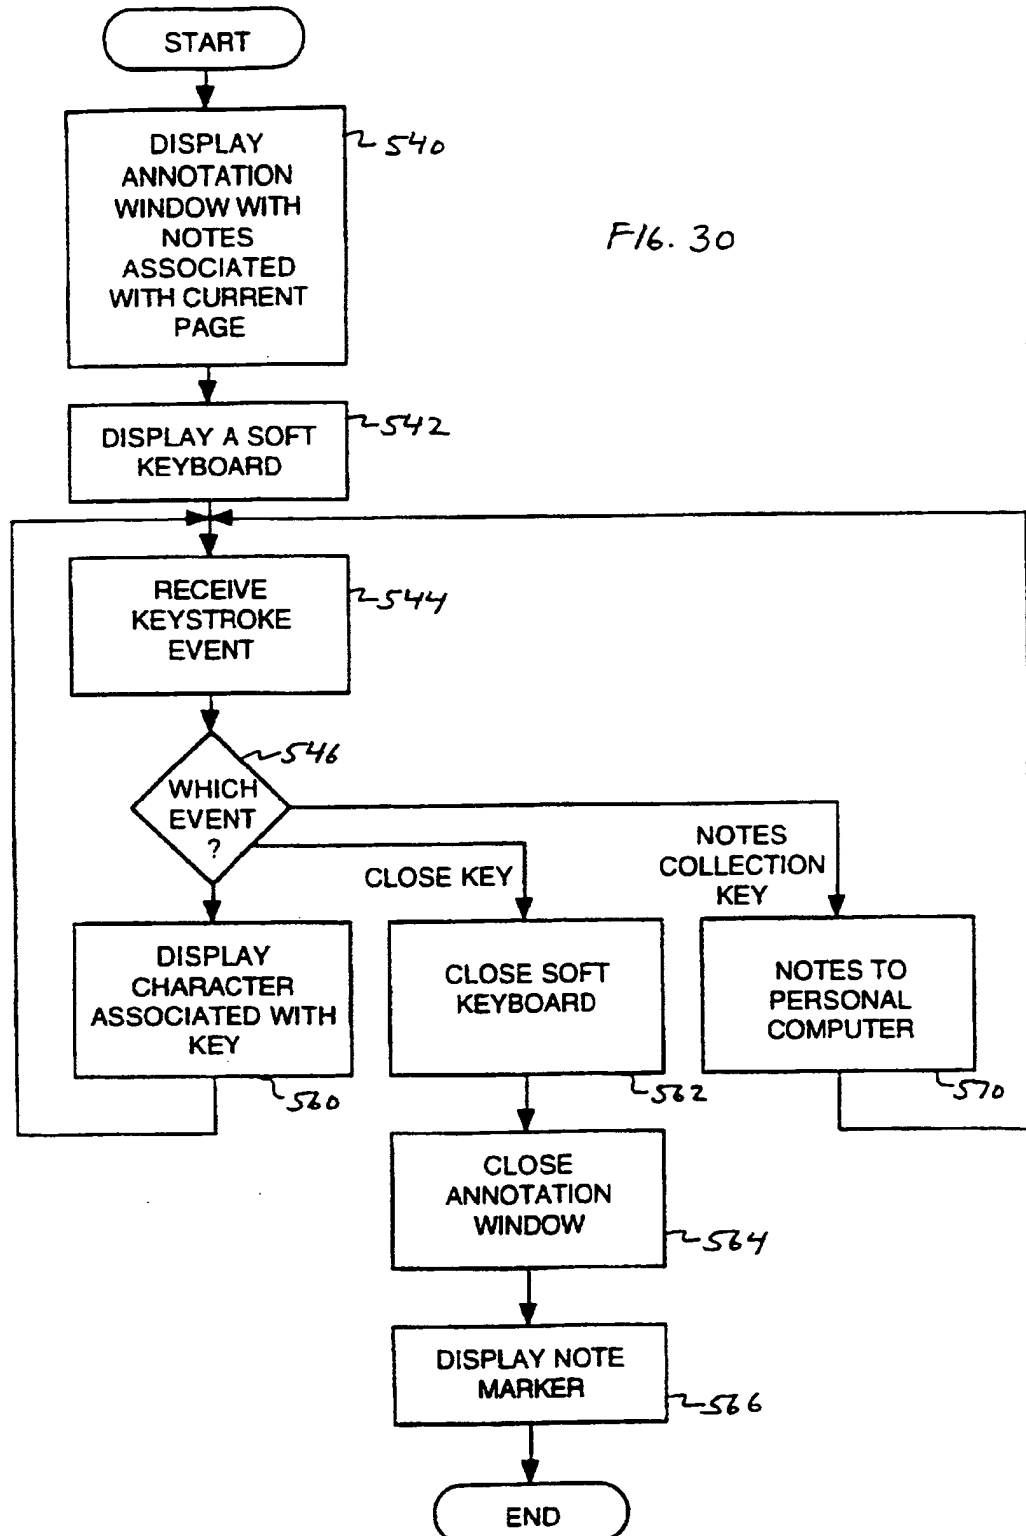 START
DISPLAY
ANNOTATION
WINDOW WITH
NOTES
ASSOCIATED
WITH CURRENT
PAGE
540
FIG. 30
DISPLAY A SOFT
KEYBOARD
542
RECEIVE
KEYSTROKE
EVENT
544
WHICH
EVENT
?
546
CLOSE KEY
NOTES
COLLECTION
KEY
DISPLAY
CHARACTER
ASSOCIATED WITH
KEY
560
CLOSE SOFT
KEYBOARD
562
NOTES TO
PERSONAL
COMPUTER
570
CLOSE
ANNOTATION
WINDOW
564
DISPLAY NOTE
MARKER
566
END